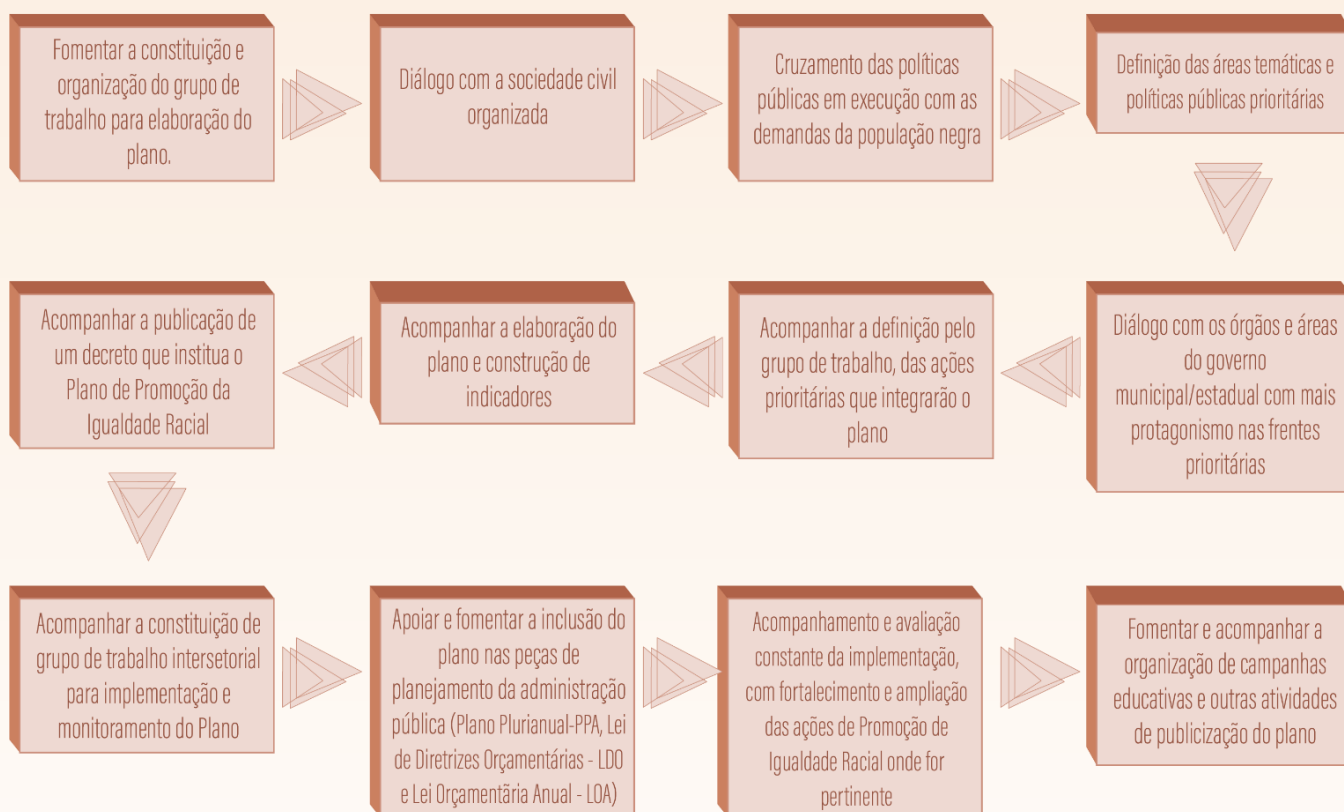 Fomentar a constituição e
organização do grupo de
trabalho para elaboração do
plano.
Diálogo com a sociedade civil
organizada
Cruzamento das políticas
públicas em execução com as
demandas da população negra
Definição das áreas temáticas e
políticas públicas prioritárias
Diálogo com os órgãos e áreas
do governo
municipal/estadual com mais
protagonismo nas frentes
prioritárias
Acompanhar a definição pelo
grupo de trabalho, das ações
prioritárias que integrarão o
plano
Acompanhar a elaboração do
plano e construção de
indicadores
Acompanhar a publicação de
um decreto que institua o
Plano de Promoção da
Igualdade Racial
Acompanhar a constituição de
grupo de trabalho intersetorial
para implementação e
monitoramento do Plano
Apoiar e fomentar a inclusão do
plano nas peças de
planejamento da administração
pública (Plano Plurianual-PPA, Lei
de Diretrizes Orçamentárias - LDO
e Lei Orçamentária Anual - LOA)
Acompanhamento e avaliação
constante da implementação,
com fortalecimento e ampliação
das ações de Promoção de
Igualdade Racial onde for
pertinente
Fomentar e acompanhar a
organização de campanhas
educativas e outras atividades
de publicização do plano